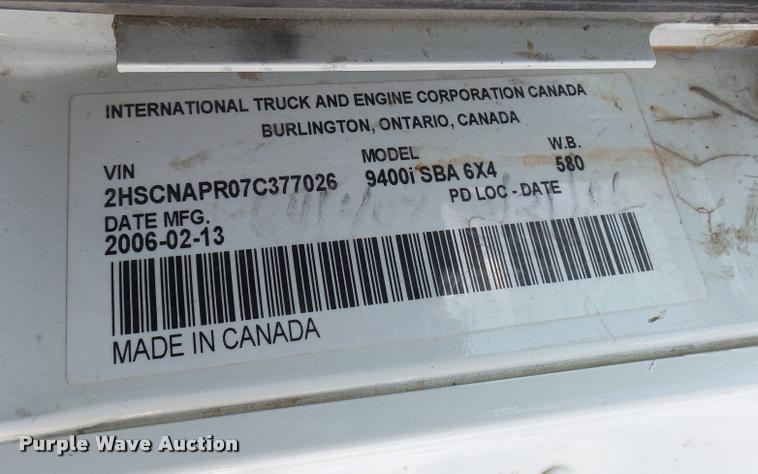 INTERNATIONAL TRUCK AND ENGINE CORPORATION CANADA
BURLINGTON, ONTARIO, CANADA
VIN MODEL W.B.
2HSCNAPR07C377026 9400i SBA 6X4 580
DATE MFG. PD LOC - DATE
2006-02-13
MADE IN CANADA
Purple Wave Auction